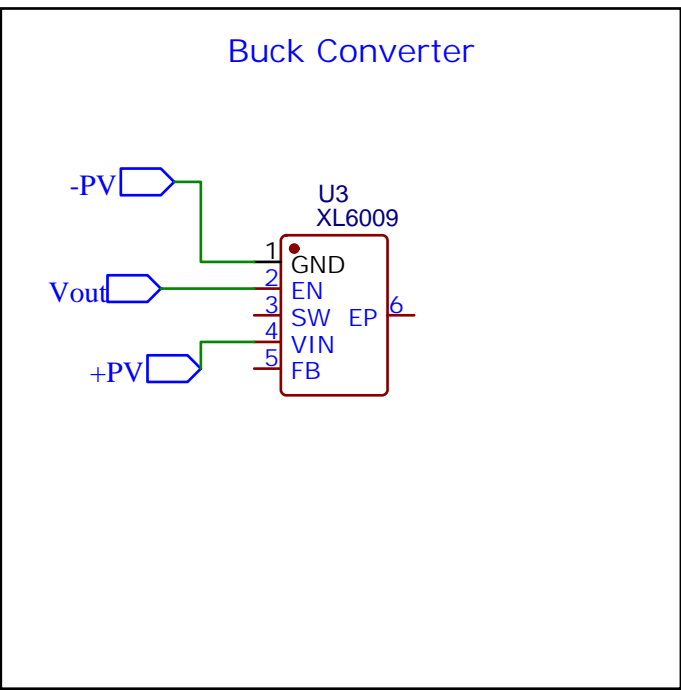 Buck Converter
-PV
U3
XL6009
1
GND
Vout
2
EN
3
SW
EP
6
4
VIN
+PV
5
FB